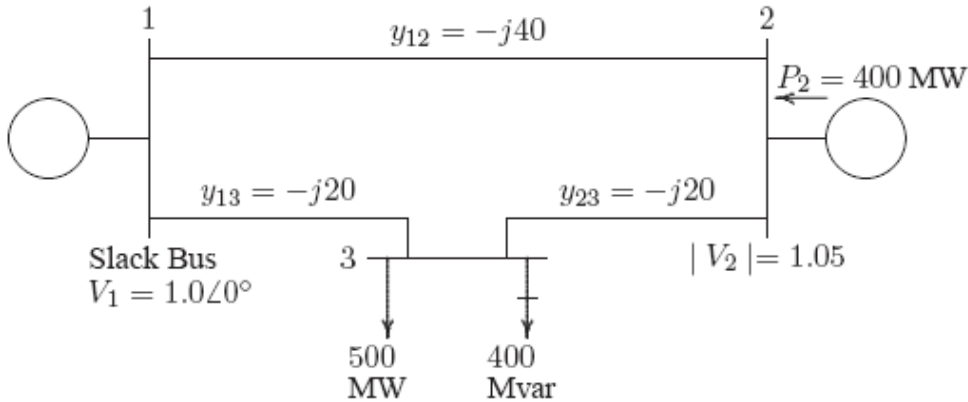 1
2
y₁₂ = −j40
P₂ = 400 MW
y₁₃ = −j20
y₂₃ = −j20
Slack Bus
V₁ = 1.0∠0°
3
| V₂ |= 1.05
500
MW
400
Mvar